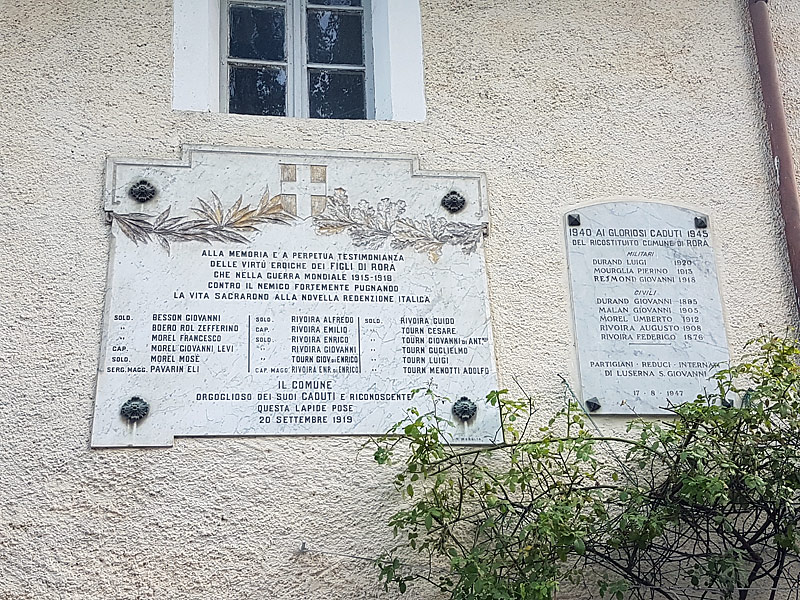 ALLA MEMORIA E A PERPETUA TESTIMONIANZA
DELLE VIRTÚ EROICHE DEI FIGLI DI RORA
CHE NELLA GUERRA MONDIALE 1915-1918
CONTRO IL NEMICO FORTEMENTE PUGNANDO
LA VITA SACRARONO ALLA NOVELLA REDENZIONE ITALICA
SOLD. BESSON GIOVANNI
" BOERO ROL ZEFFERINO
" MOREL FRANCESCO
CAP. MOREL GIOVANNI LEVI
SOLD. MOREL MOSÈ
SERG. MAGG. PAVARIN ELI
SOLD. RIVOIRA ALFREDO
CAP. RIVOIRA EMILIO
SOLD. RIVOIRA ENRICO
" RIVOIRA GIOVANNI
" TOURN GIOV. DI ENRICO
CAP. MAGG. RIVOIRA ENR. DI ENRICO
SOLD. RIVOIRA GUIDO
" TOURN CESARE
" TOURN GIOVANNI DI ANT.
" TOURN GUGLIELMO
" TOURN LUIGI
" TOURN MENOTTI ADOLFO
IL COMUNE
ORGOGLIOSO DEI SUOI CADUTI E RICONOSCENTE
QUESTA LAPIDE POSE
20 SETTEMBRE 1919
1940 AI GLORIOSI CADUTI 1945
DEL RICOSTITUITO COMUNE DI RORA
MILITARI
DURAND LUIGI 1920
MOURGLIA PIERINO 1913
RESMOND GIOVANNI 1918
CIVILI
DURAND GIOVANNI 1895
MALAN GIOVANNI 1905
MOREL UMBERTO 1912
RIVOIRA AUGUSTO 1908
RIVOIRA FEDERICO 1876
PARTIGIANI - REDUCI - INTERNATI
DI LUSERNA S. GIOVANNI
17 - 8 - 1947